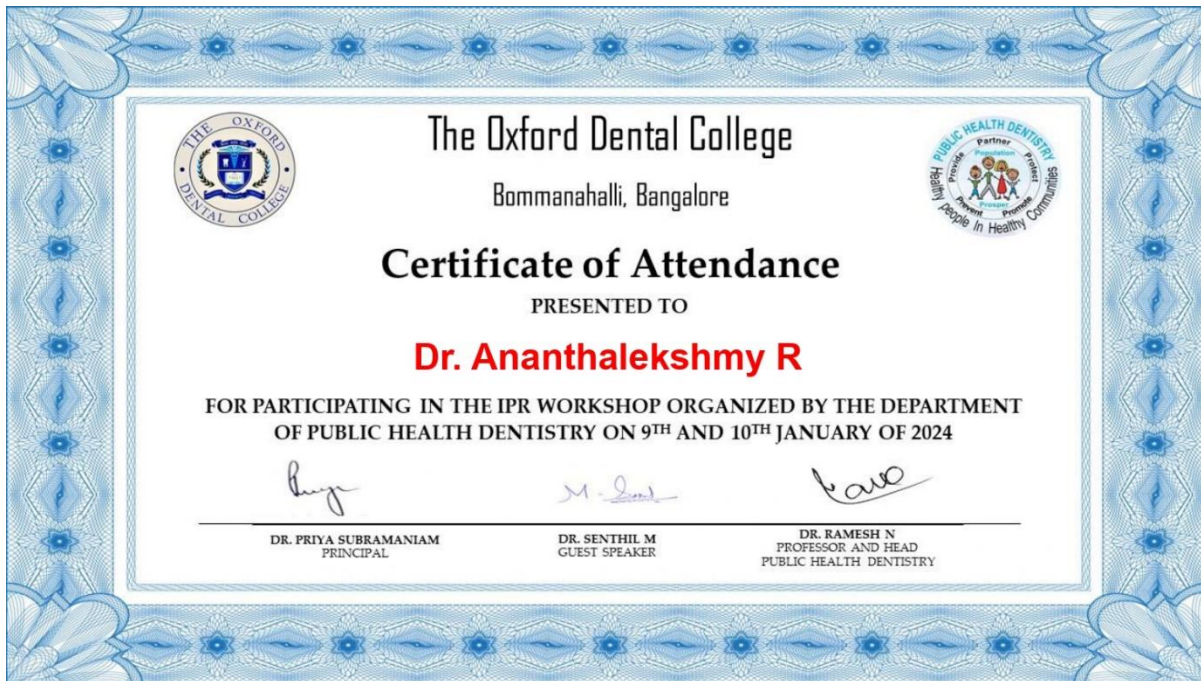 THE OXFORD
DENTAL COLLEGE
The Oxford Dental College
Bommanahalli, Bangalore
PUBLIC HEALTH DENTISTRY
Partner
Provide
Population
Protect
Prosper
Prevent
Promote
Healthy people In Healthy Communities
Certificate of Attendance
PRESENTED TO
Dr. Ananthalekshmy R
FOR PARTICIPATING IN THE IPR WORKSHOP ORGANIZED BY THE DEPARTMENT
OF PUBLIC HEALTH DENTISTRY ON 9TH AND 10TH JANUARY OF 2024
DR. PRIYA SUBRAMANIAM
PRINCIPAL
DR. SENTHIL M
GUEST SPEAKER
DR. RAMESH N
PROFESSOR AND HEAD
PUBLIC HEALTH DENTISTRY